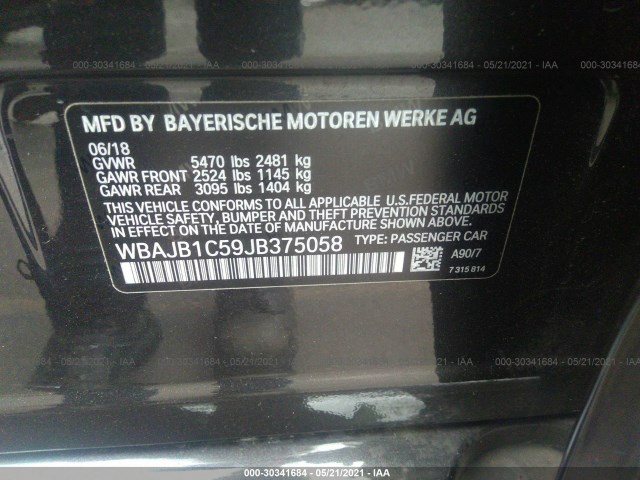 000-30341684 - 05/21/2021 - IAA
000-30341684 - 05/21/2021 - IAA
MFD BY BAYERISCHE MOTOREN WERKE AG
06/18
GVWR 5470 lbs 2481 kg
GAWR FRONT 2524 lbs 1145 kg
GAWR REAR 3095 lbs 1404 kg
THIS VEHICLE CONFORMS TO ALL APPLICABLE U.S.FEDERAL MOTOR
VEHICLE SAFETY, BUMPER AND THEFT PREVENTION STANDARDS IN
EFFECT ON THE DATE OF MANUFACTURE SHOWN ABOVE.
WBAJB1C59JB375058 TYPE: PASSENGER CAR
A90/7
7 315 814
000-30341684 - 05/21/2021 - IAA
000-30341684 - 05/21/2021 - IAA
000-30341684 - 05/21/2021 - IAA